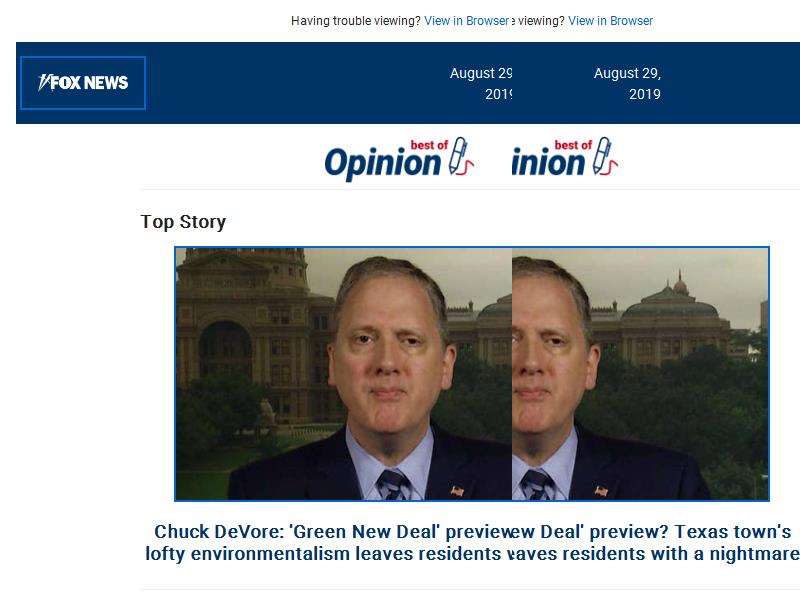 Having trouble viewing? View in Browser e viewing? View in Browser
FOX NEWS
August 29 August 29,
2019 2019
best of best of
Opinion inion
Top Story
Chuck DeVore: 'Green New Deal' preview ew Deal' preview? Texas town's
lofty environmentalism leaves residents aves residents with a nightmare